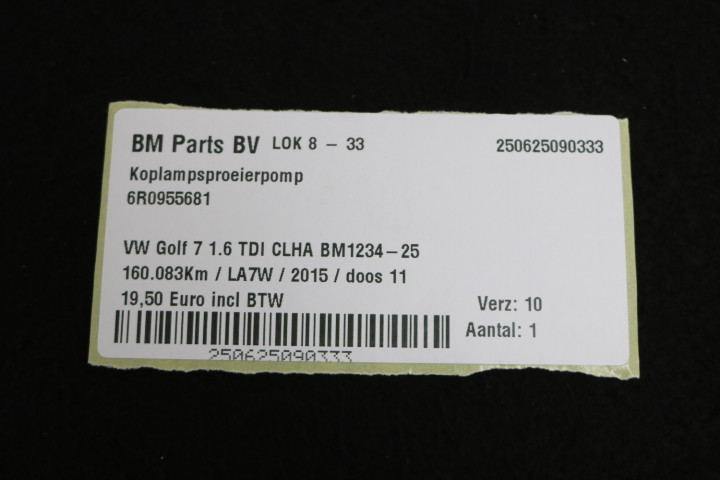 BM Parts BV LOK 8 - 33 250625090333
Koplampsproeierpomp
6R0955681
VW Golf 7 1.6 TDI CLHA BM1234-25
160.083Km / LA7W / 2015 / doos 11
19,50 Euro incl BTW Verz: 10
Aantal: 1
250625090333